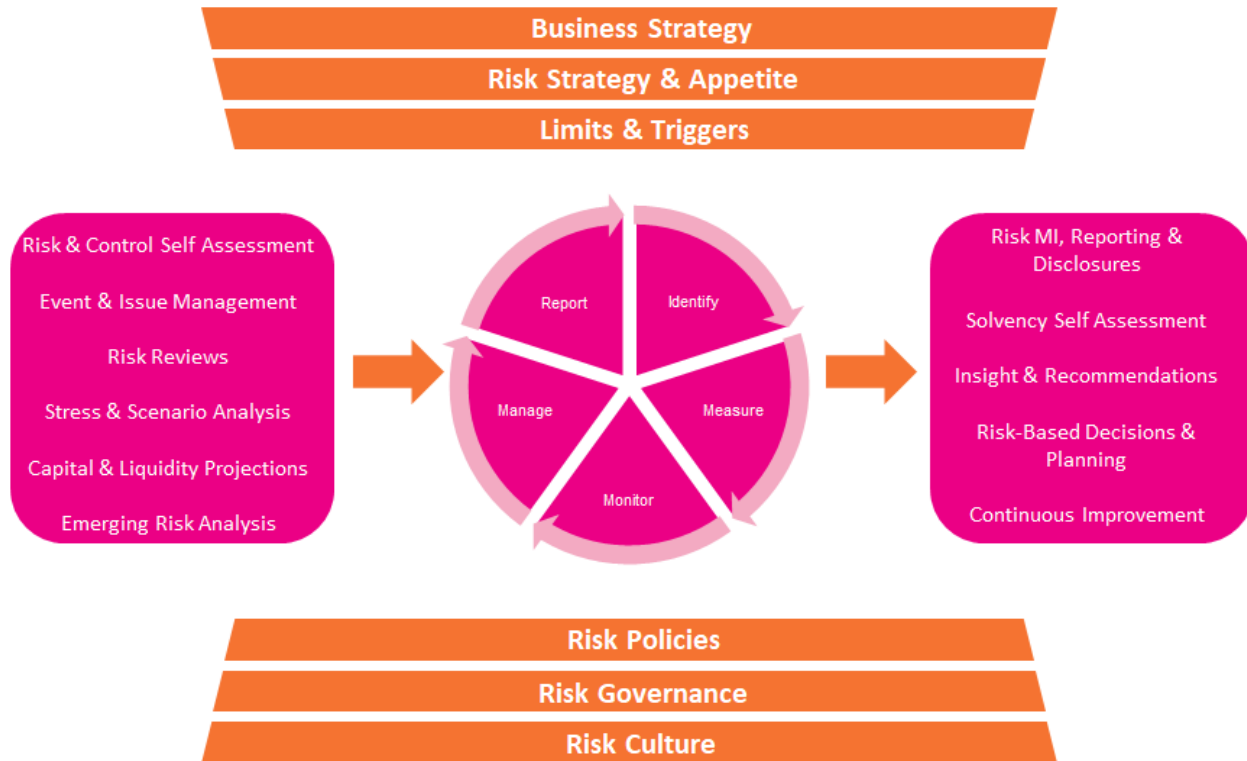 Business Strategy
Risk Strategy & Appetite
Limits & Triggers
Risk & Control Self Assessment
Event & Issue Management
Risk Reviews
Stress & Scenario Analysis
Capital & Liquidity Projections
Emerging Risk Analysis
Report
Identify
Manage
Measure
Monitor
Risk MI, Reporting &
Disclosures
Solvency Self Assessment
Insight & Recommendations
Risk-Based Decisions &
Planning
Continuous Improvement
Risk Policies
Risk Governance
Risk Culture